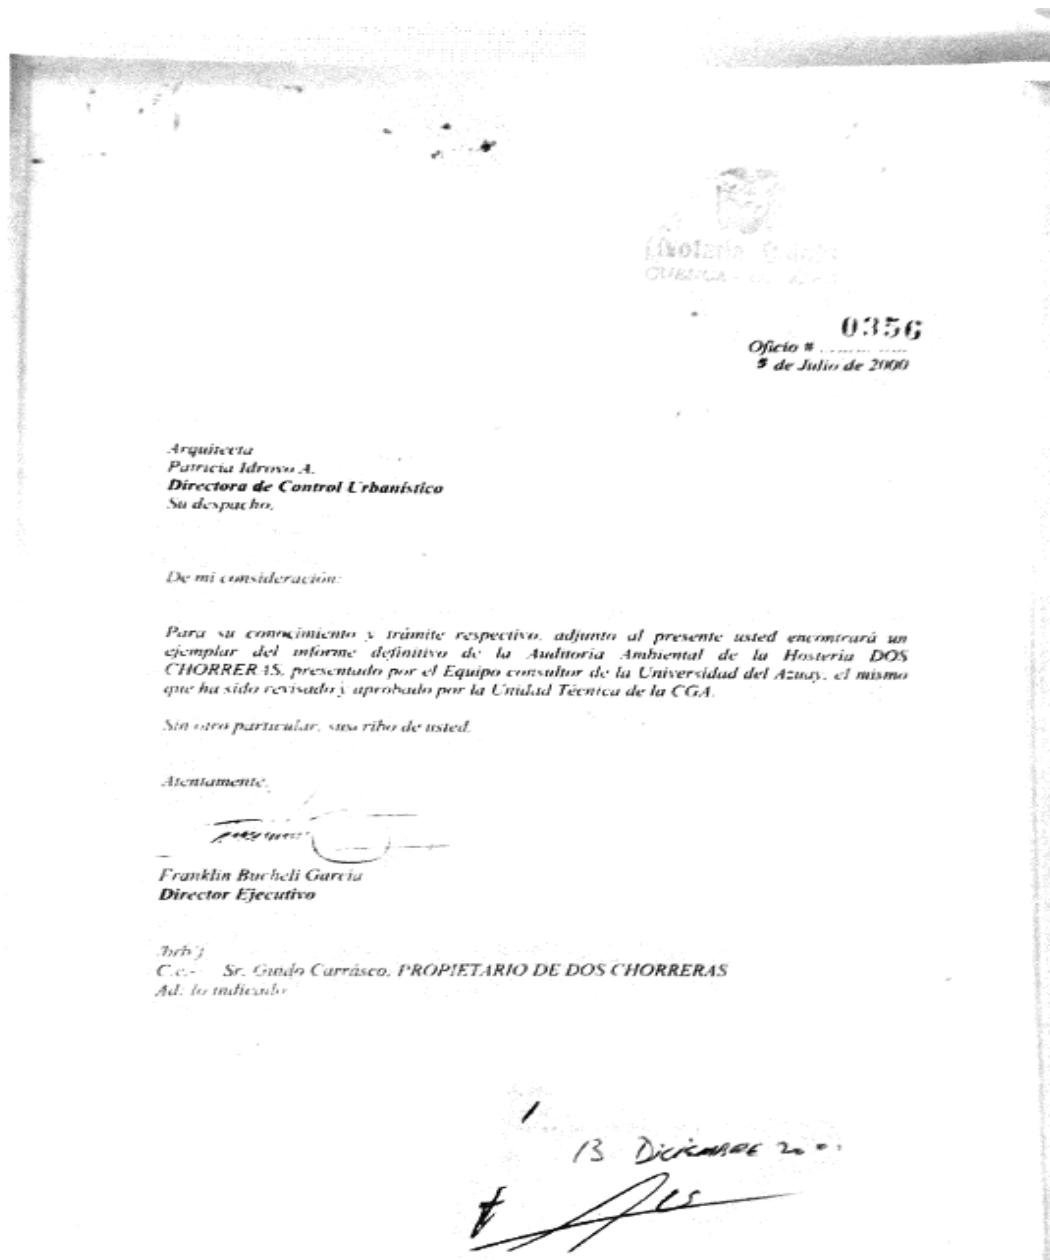 Notaría
CUENCA -
0356
Oficio #
5 de Julio de 2000
Arquitecta
Patricia Idrovo A.
Directora de Control Urbanístico
Su despacho.
De mi consideración:
Para su conocimiento y trámite respectivo, adjunto al presente usted encontrará un
ejemplar del informe definitivo de la Auditoría Ambiental de la Hostería DOS
CHORRERAS, presentado por el Equipo consultor de la Universidad del Azuay, el mismo
que ha sido revisado y aprobado por la Unidad Técnica de la CGA.
Sin otro particular, suscribo de usted.
Atentamente,
Franklin Bucheli García
Director Ejecutivo
C.c.- Sr. Guido Carrásco, PROPIETARIO DE DOS CHORRERAS
Ad: lo indicado
13 DICIEMBRE